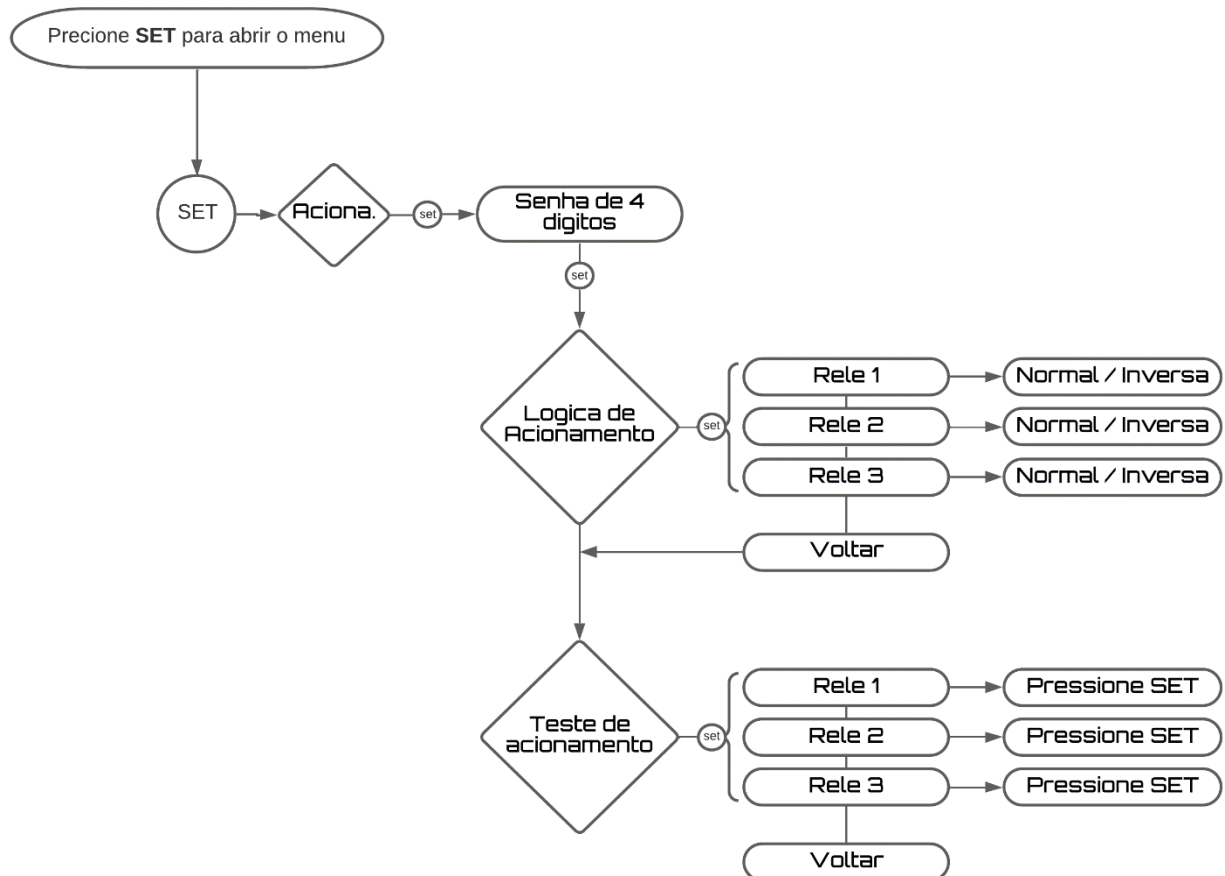 Precione SET para abrir o menu
SET
Aciona.
set
Senha de 4
digitos
set
Logica de
Acionamento
set
Rele 1
Normal / Inversa
Rele 2
Normal / Inversa
Rele 3
Normal / Inversa
Voltar
Teste de
acionamento
set
Rele 1
Pressione SET
Rele 2
Pressione SET
Rele 3
Pressione SET
Voltar